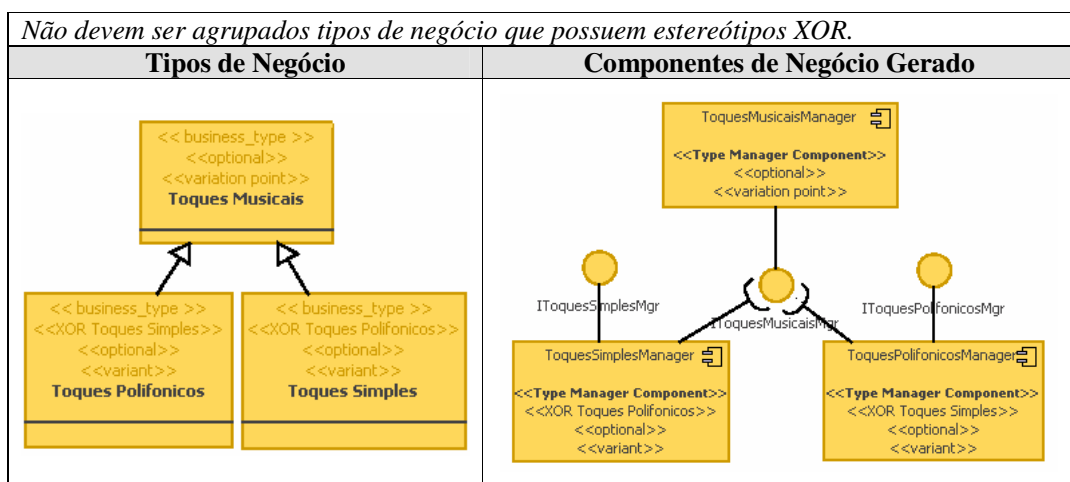 Não devem ser agrupados tipos de negócio que possuem estereótipos XOR.
Tipos de Negócio
Componentes de Negócio Gerado
<< business_type >>
<<optional>>
<<variation point>>
Toques Musicais
<< business_type >>
<<XOR Toques Simples>>
<<optional>>
<<variant>>
Toques Polifonicos
<< business_type >>
<<XOR Toques Polifonicos>>
<<optional>>
<<variant>>
Toques Simples
ToquesMusicaisManager
<<Type Manager Component>>
<<optional>>
<<variation point>>
IToquesSimplesMgr
IToquesMusicaisMgr
IToquesPolifonicosMgr
ToquesSimplesManager
<<Type Manager Component>>
<<XOR Toques Polifonicos>>
<<optional>>
<<variant>>
ToquesPolifonicosManager
<<Type Manager Component>>
<<XOR Toques Simples>>
<<optional>>
<<variant>>